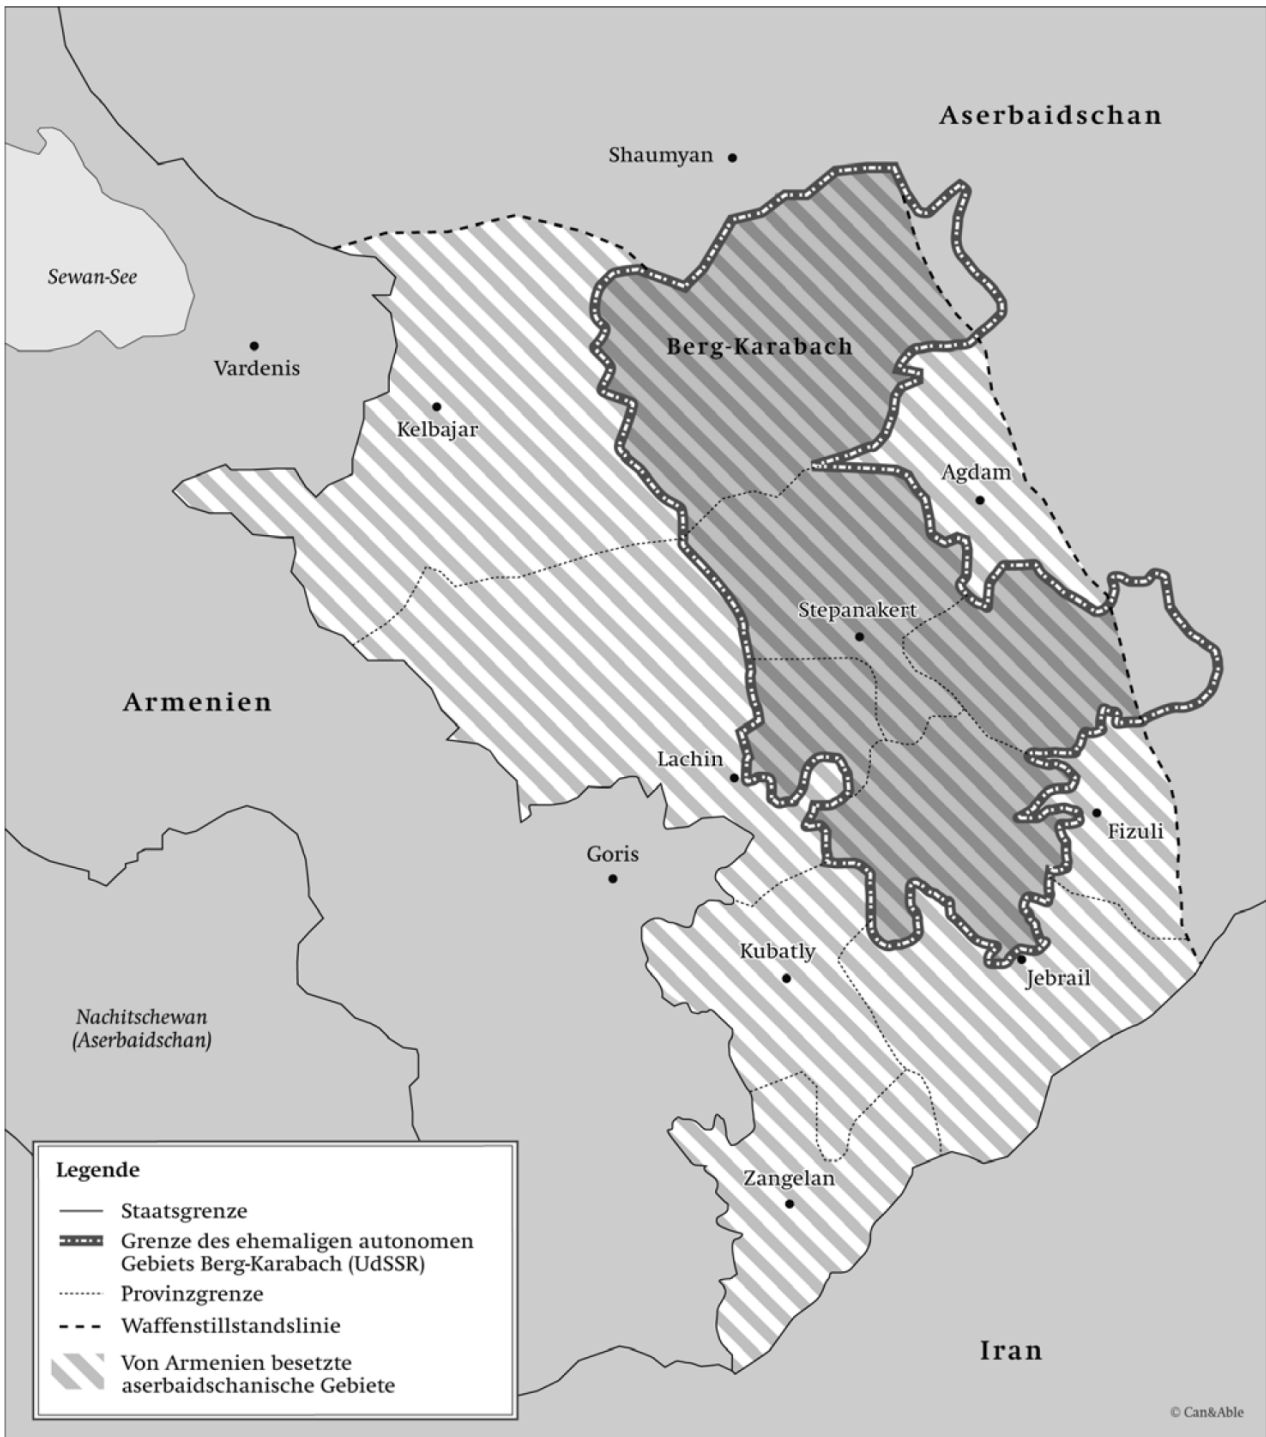 Aserbaidschan
Shaumyan
Sewan-See
Vardenis
Berg-Karabach
Kelbajar
Agdam
Stepanakert
Armenien
Lachin
Fizuli
Goris
Kubatly
Jebrail
Nachitschewan
(Aserbaidschan)
Zangelan
Legende
Staatsgrenze
Grenze des ehemaligen autonomen
Gebiets Berg-Karabach (UdSSR)
Provinzgrenze
Waffenstillstandslinie
Von Armenien besetzte
aserbaidschanische Gebiete
Iran
© Can&Able